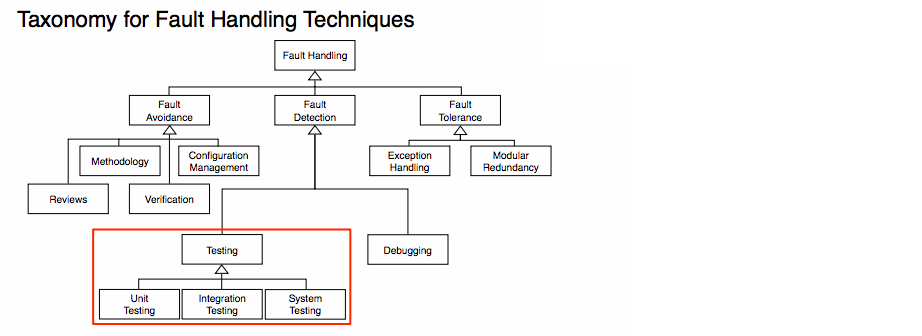 Taxonomy for Fault Handling Techniques
Fault Handling
Fault
Avoidance
Fault
Detection
Fault
Tolerance
Methodology
Configuration
Management
Exception
Handling
Modular
Redundancy
Reviews
Verification
Testing
Debugging
Unit
Testing
Integration
Testing
System
Testing